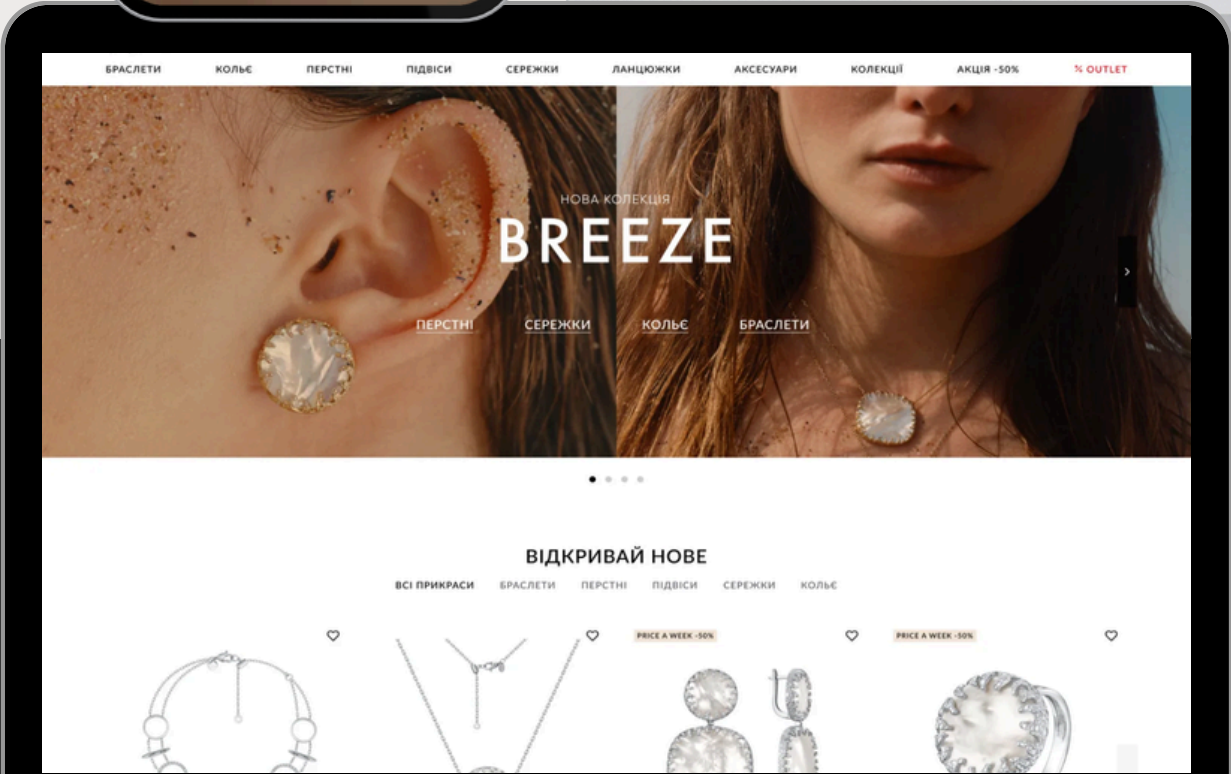 БРАСЛЕТИ КОЛЬЄ ПЕРСТНІ ПІДВІСИ СЕРЕЖКИ ЛАНЦЮЖКИ АКСЕСУАРИ КОЛЕКЦІЇ АКЦІЯ -50% % OUTLET
НОВА КОЛЕКЦІЯ
BREEZE
ПЕРСТНІ СЕРЕЖКИ КОЛЬЄ БРАСЛЕТИ
ВІДКРИВАЙ НОВЕ
ВСІ ПРИКРАСИ БРАСЛЕТИ ПЕРСТНІ ПІДВІСИ СЕРЕЖКИ КОЛЬЄ
PRICE A WEEK -50% PRICE A WEEK -50%